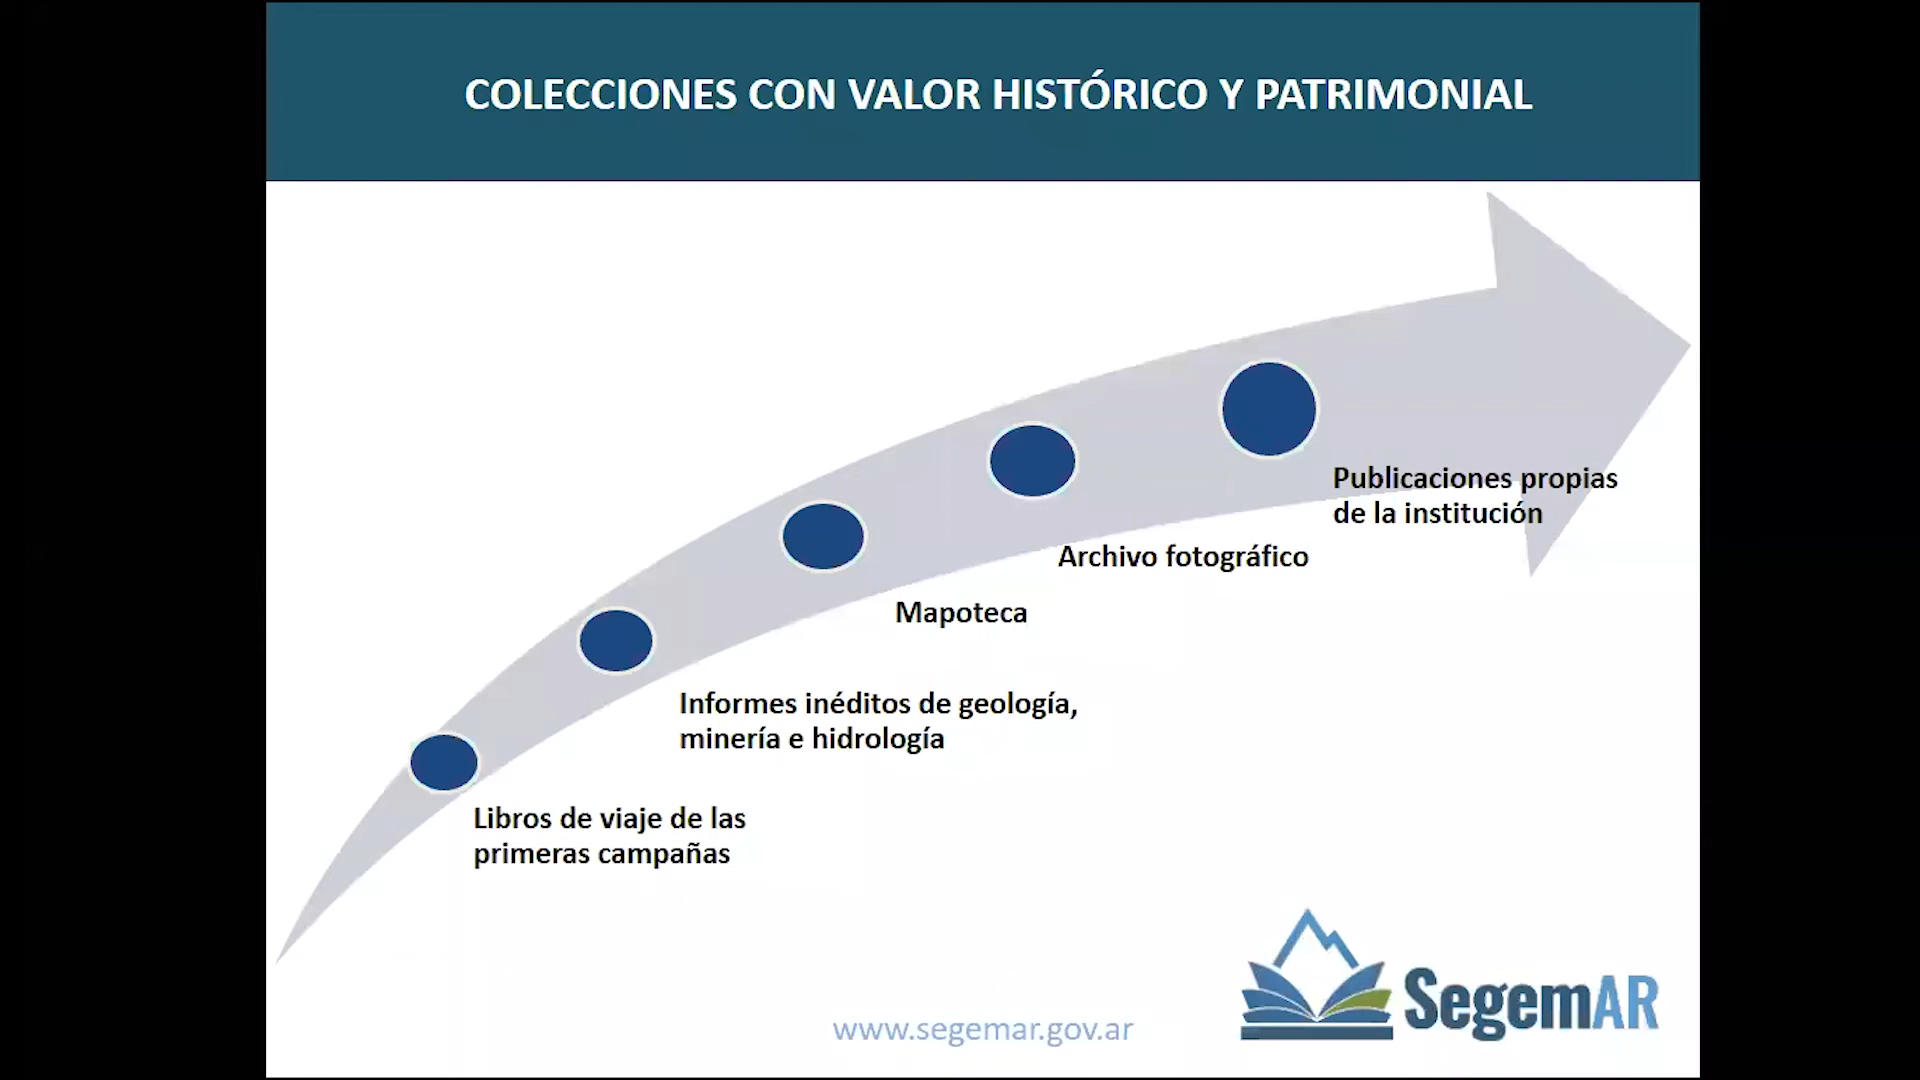 COLECCIONES CON VALOR HISTÓRICO Y PATRIMONIAL
Publicaciones propias
de la institución
Archivo fotográfico
Mapoteca
Informes inéditos de geología,
minería e hidrología
Libros de viaje de las
primeras campañas
www.segemar.gov.ar
SegemAR